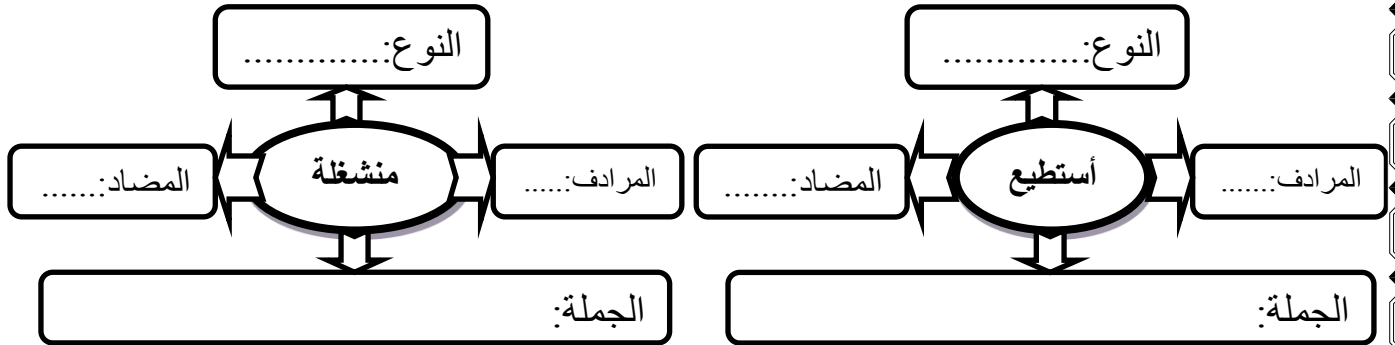 النوع:..............
المرادف:......
أستطيع
المضاد:.......
الجملة:
النوع:..............
المرادف:.....
منشغلة
المضاد:......
الجملة: